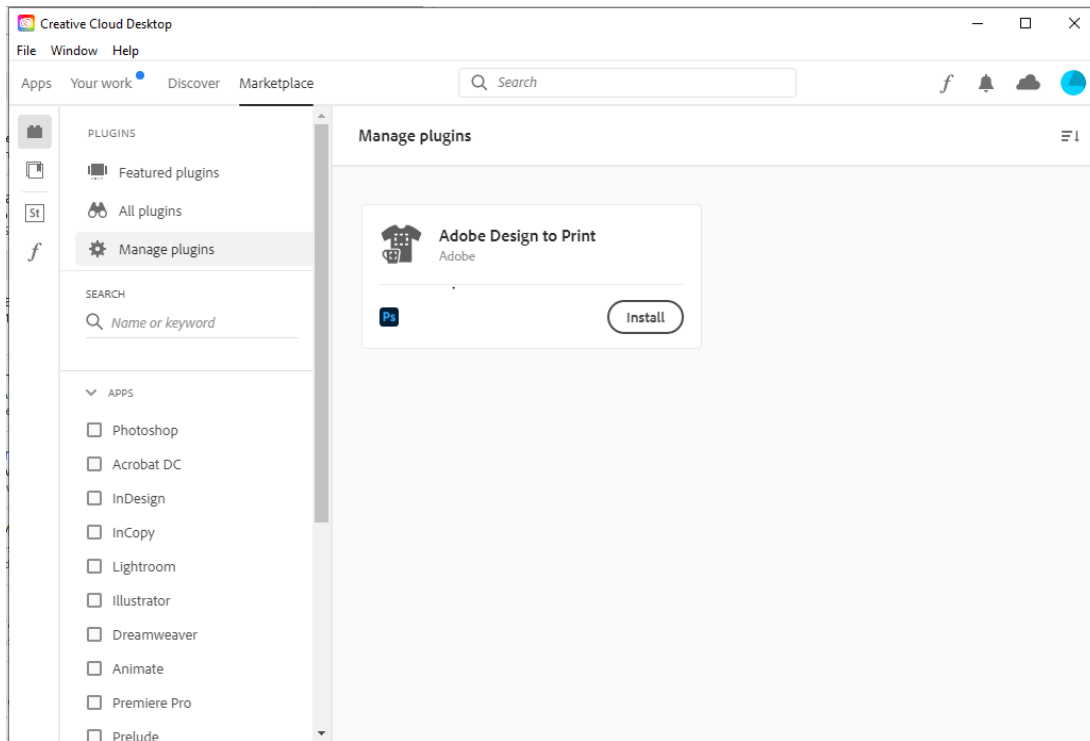 Creative Cloud Desktop
File Window Help
Apps Your work Discover Marketplace Search
PLUGINS
Featured plugins
All plugins
Manage plugins
SEARCH
Name or keyword
APPS
Photoshop
Acrobat DC
InDesign
InCopy
Lightroom
Illustrator
Dreamweaver
Animate
Premiere Pro
Prelude
St
f
f
Manage plugins
Adobe Design to Print
Adobe
Ps Install